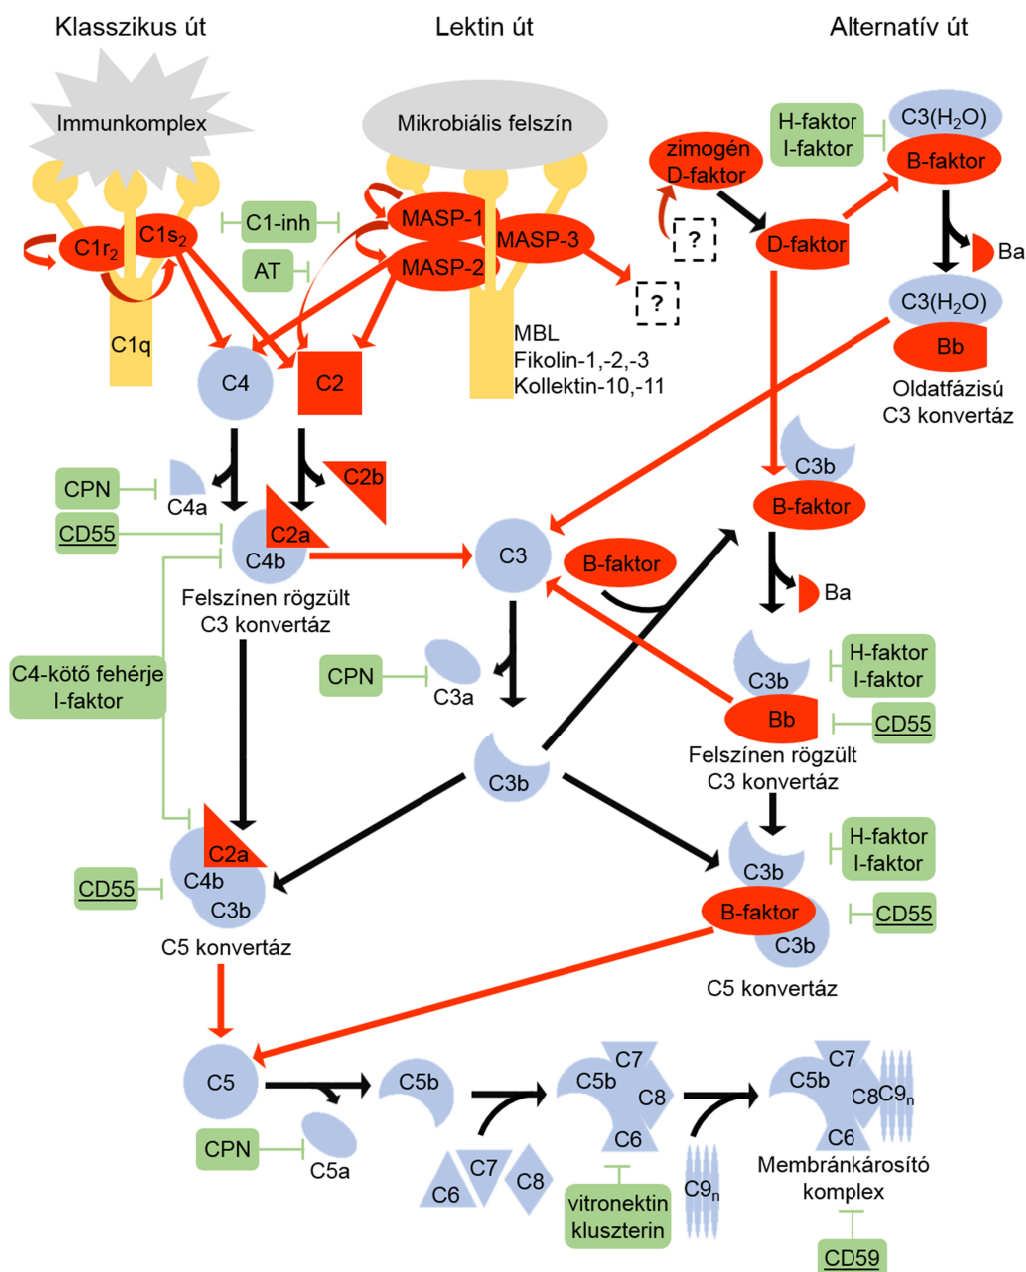 Klasszikus út
Lektin út
Alternatív út
Immunkomplex
Mikrobiális felszín
H-faktor
I-faktor
C3(H2O)
B-faktor
zimogén
D-faktor
C1r2
C1s2
C1-inh
AT
MASP-1
MASP-2
MASP-3
?
?
D-faktor
Ba
C3(H2O)
Bb
Oldatfázisú
C3 konvertáz
C1q
MBL
Fikolin-1,-2,-3
Kollektin-10,-11
C4
C2
CPN
C4a
C2b
CD55
C2a
C4b
Felszínen rögzült
C3 konvertáz
C3
B-faktor
C3b
B-faktor
Ba
C4-kötő fehérje
I-faktor
CPN
C3a
C3b
Bb
H-faktor
I-faktor
CD55
Felszínen rögzült
C3 konvertáz
C3b
C2a
C4b
C3b
CD55
C5 konvertáz
C3b
B-faktor
C3b
H-faktor
I-faktor
CD55
C5 konvertáz
C5
CPN
C5a
C5b
C6
C7
C8
C7
C5b
C8
C6
vitronektin
kluszterin
C9n
C7
C5b
C8
C9n
C6
Membránkárosító
komplex
CD59